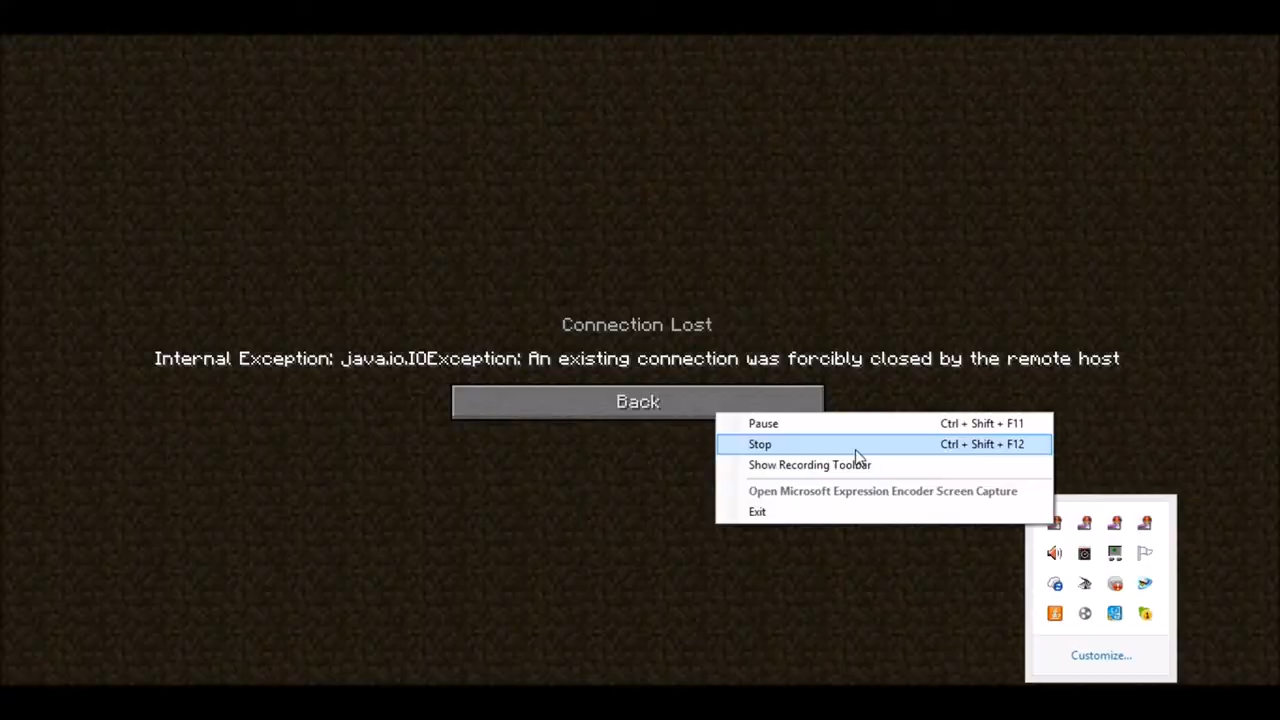 Connection Lost
Internal Exception: java.io.IOException: An existing connection was forcibly closed by the remote host
Back
Pause Ctrl + Shift + F11
Stop Ctrl + Shift + F12
Show Recording Toolbar
Open Microsoft Expression Encoder Screen Capture
Exit
Customize...